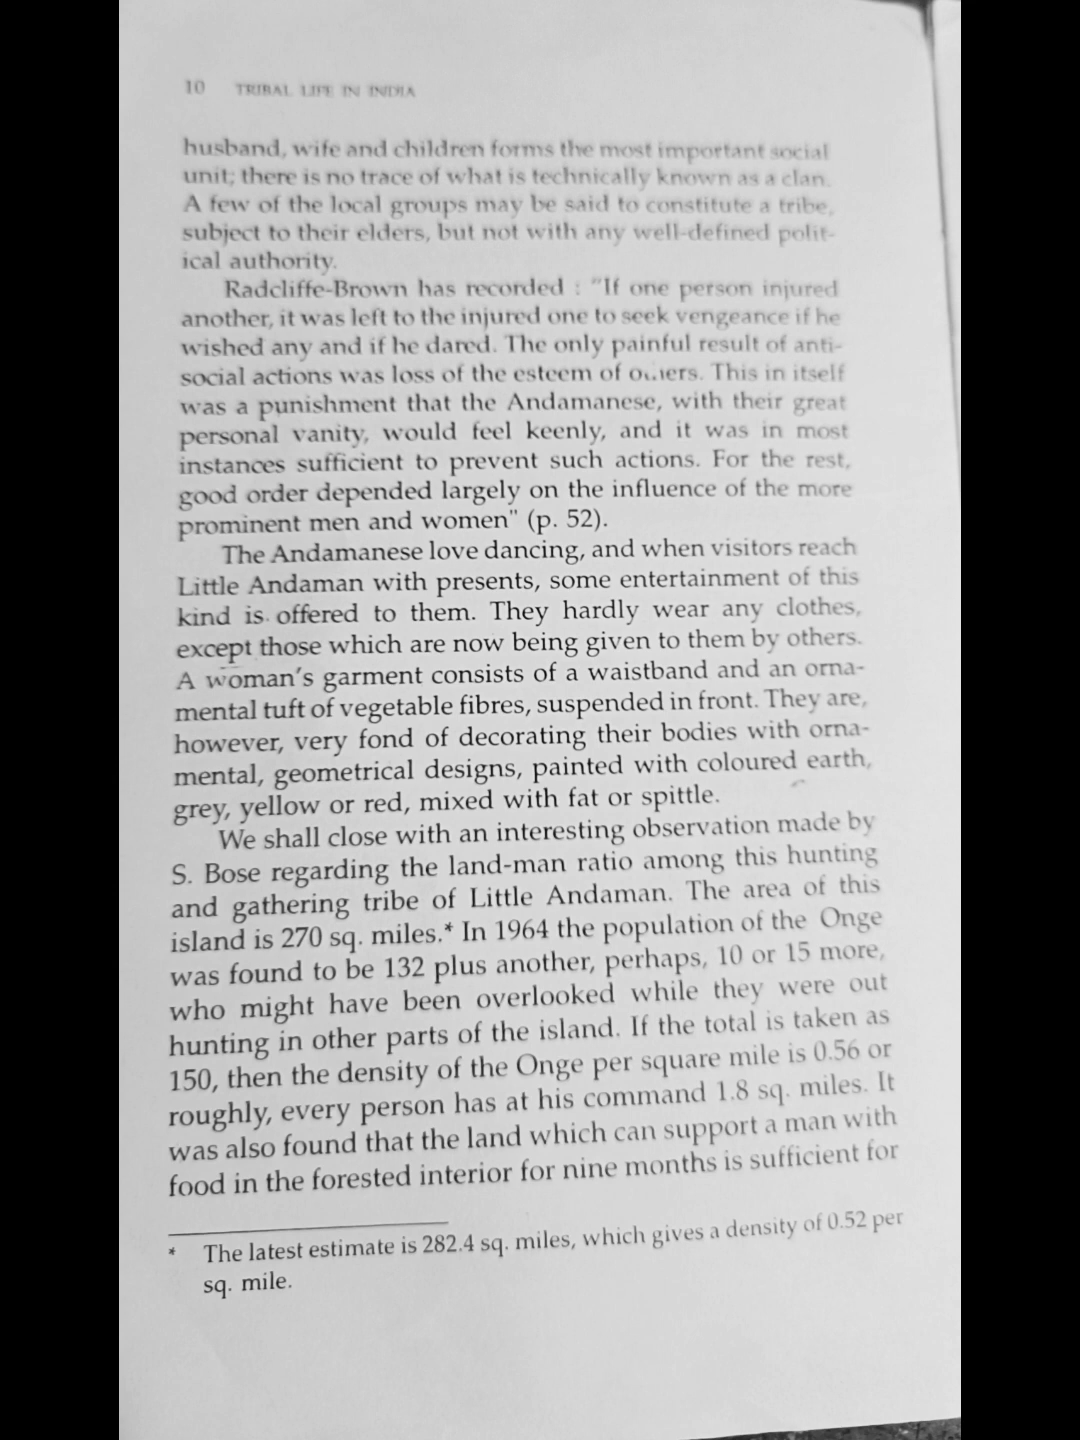 10 TRIBAL LIFE IN INDIA
husband, wife and children forms the most important social
unit; there is no trace of what is technically known as a clan.
A few of the local groups may be said to constitute a tribe,
subject to their elders, but not with any well-defined polit-
ical authority.
Radcliffe-Brown has recorded : "If one person injured
another, it was left to the injured one to seek vengeance if he
wished any and if he dared. The only painful result of anti-
social actions was loss of the esteem of others. This in itself
was a punishment that the Andamanese, with their great
personal vanity, would feel keenly, and it was in most
instances sufficient to prevent such actions. For the rest,
good order depended largely on the influence of the more
prominent men and women" (p. 52).
The Andamanese love dancing, and when visitors reach
Little Andaman with presents, some entertainment of this
kind is offered to them. They hardly wear any clothes,
except those which are now being given to them by others.
A woman's garment consists of a waistband and an orna-
mental tuft of vegetable fibres, suspended in front. They are,
however, very fond of decorating their bodies with orna-
mental, geometrical designs, painted with coloured earth,
grey, yellow or red, mixed with fat or spittle.
We shall close with an interesting observation made by
S. Bose regarding the land-man ratio among this hunting
and gathering tribe of Little Andaman. The area of this
island is 270 sq. miles.* In 1964 the population of the Onge
was found to be 132 plus another, perhaps, 10 or 15 more,
who might have been overlooked while they were out
hunting in other parts of the island. If the total is taken as
150, then the density of the Onge per square mile is 0.56 or
roughly, every person has at his command 1.8 sq. miles. It
was also found that the land which can support a man with
food in the forested interior for nine months is sufficient for
* The latest estimate is 282.4 sq. miles, which gives a density of 0.52 per
sq. mile.